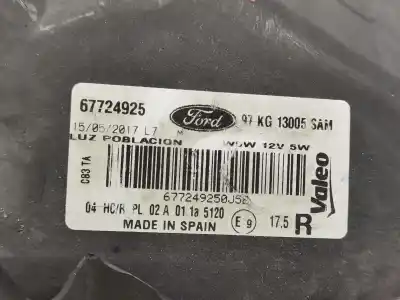 67724925
Ford
97 KG 13005 SAM
15/05/2017 L7 M
LUZ POBLACION W5W 12V 5W
C83 TA
Valeo
04 HC/R PL 02 A 01 1a 5120
E9
17.5 R
MADE IN SPAIN